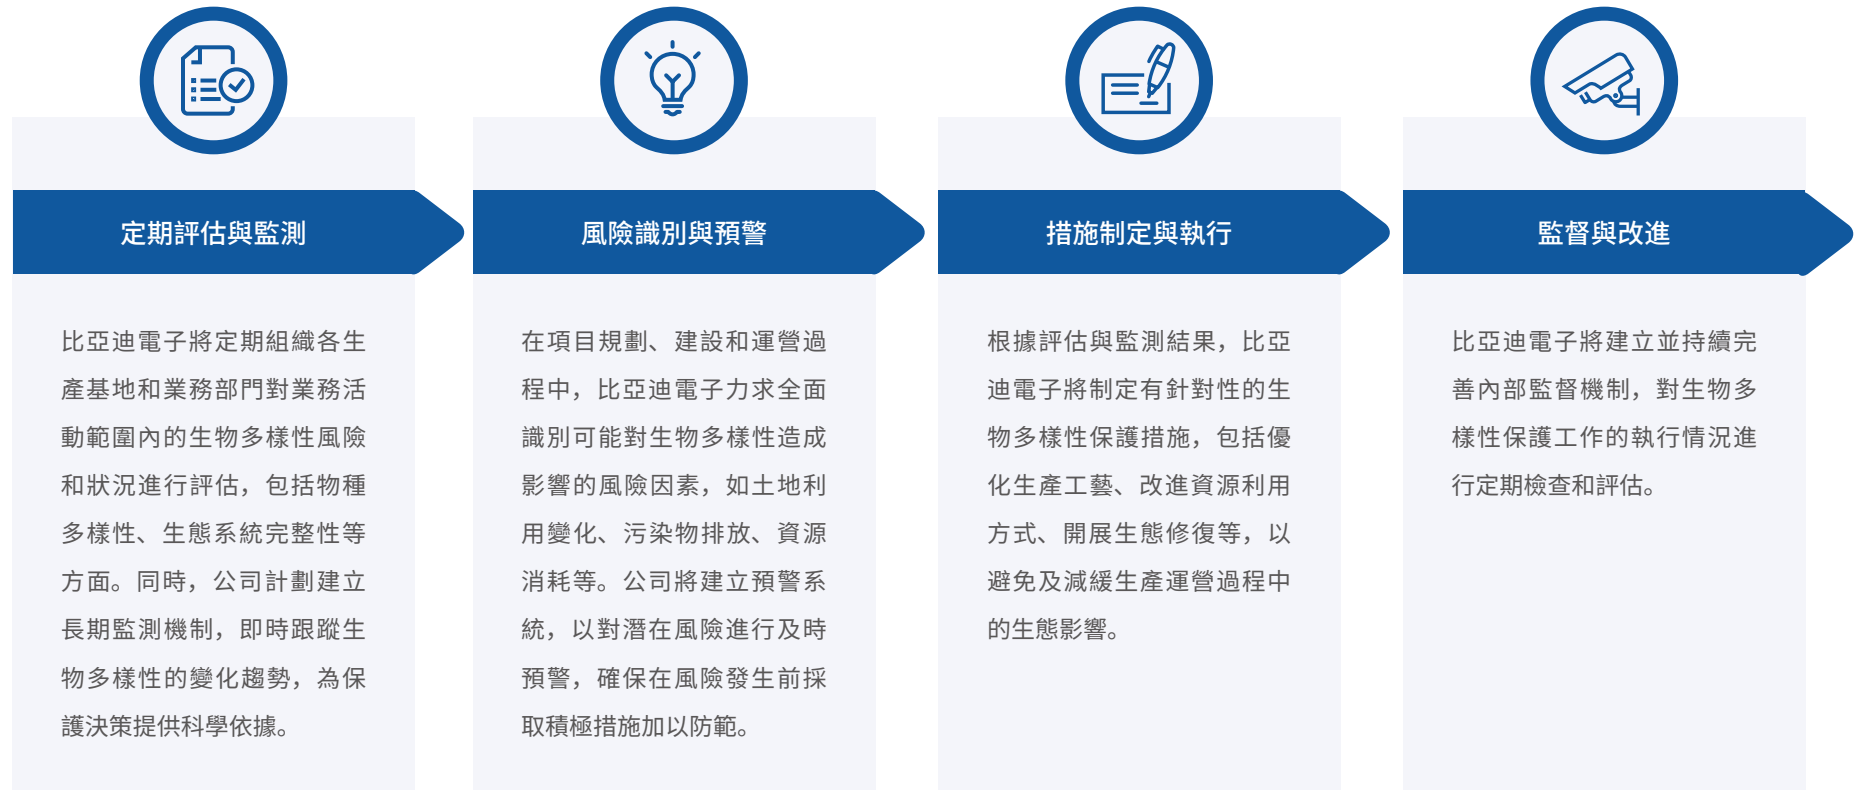 定期評估與監測
比亞迪電子將定期組織各生
產基地和業務部門對業務活
動範圍內的生物多樣性風險
和狀況進行評估，包括物種
多樣性、生態系統完整性等
方面。同時，公司計劃建立
長期監測機制，即時跟蹤生
物多樣性的變化趨勢，為保
護決策提供科學依據。
風險識別與預警
在項目規劃、建設和運營過
程中，比亞迪電子力求全面
識別可能對生物多樣性造成
影響的風險因素，如土地利
用變化、污染物排放、資源
消耗等。公司將建立預警系
統，以對潛在風險進行及時
預警，確保在風險發生前採
取積極措施加以防範。
措施制定與執行
根據評估與監測結果，比亞
迪電子將制定有針對性的生
物多樣性保護措施，包括優
化生產工藝、改進資源利用
方式、開展生態修復等，以
避免及減緩生產運營過程中
的生態影響。
監督與改進
比亞迪電子將建立並持續完
善內部監督機制，對生物多
樣性保護工作的執行情況進
行定期檢查和評估。